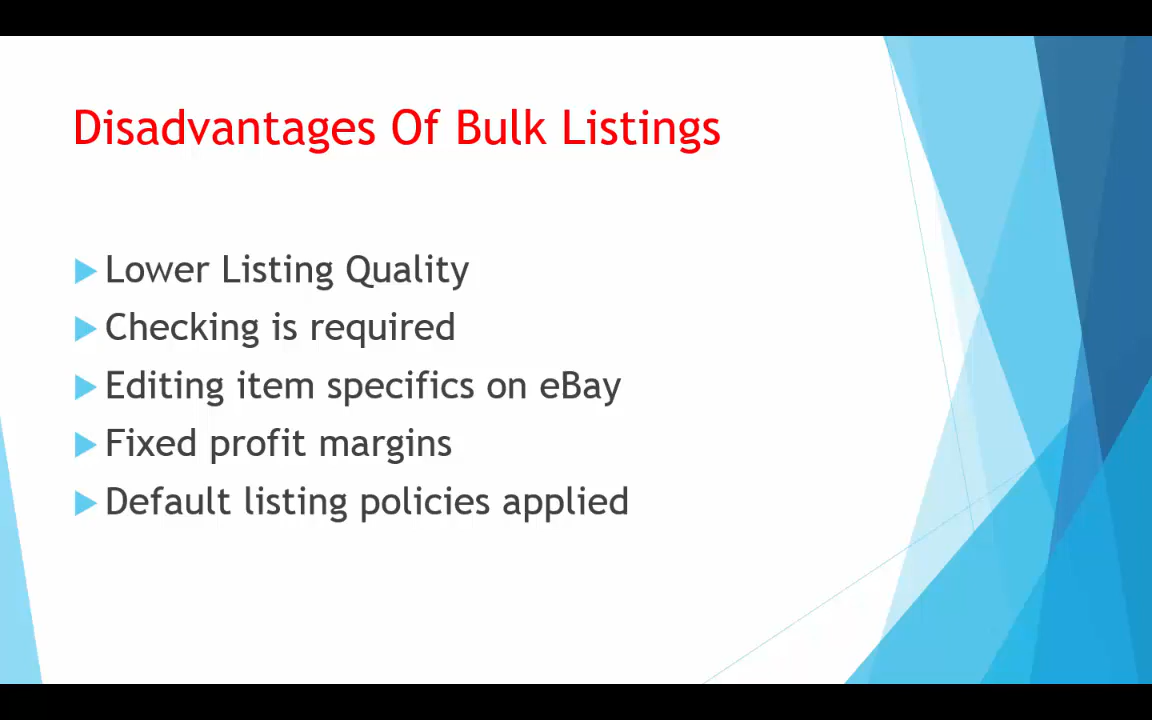 Disadvantages Of Bulk Listings
Lower Listing Quality
Checking is required
Editing item specifics on eBay
Fixed profit margins
Default listing policies applied